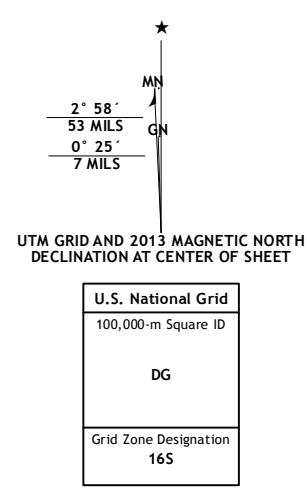 ★
MN
2° 58´
53 MILS
GN
0° 25´
7 MILS
UTM GRID AND 2013 MAGNETIC NORTH
DECLINATION AT CENTER OF SHEET
U.S. National Grid
100,000-m Square ID
DG
Grid Zone Designation
16S